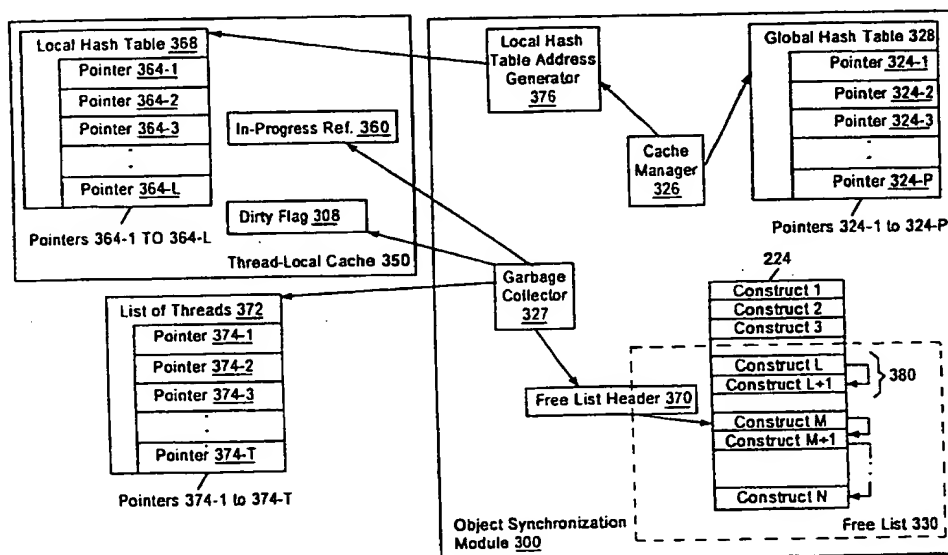 Local Hash Table 368
Pointer 364-1
Pointer 364-2
Pointer 364-3
Pointer 364-L
Pointers 364-1 TO 364-L
In-Progress Ref. 360
Dirty Flag 308
Thread-Local Cache 350
List of Threads 372
Pointer 374-1
Pointer 374-2
Pointer 374-3
Pointer 374-T
Pointers 374-1 to 374-T
Local Hash
Table Address
Generator
376
Cache
Manager
326
Global Hash Table 328
Pointer 324-1
Pointer 324-2
Pointer 324-3
Pointer 324-P
Pointers 324-1 to 324-P
Garbage
Collector
327
Free List Header 370
224
Construct 1
Construct 2
Construct 3
Construct L
Construct L+1
380
Construct M
Construct M+1
Construct N
Free List 330
Object Synchronization
Module 300